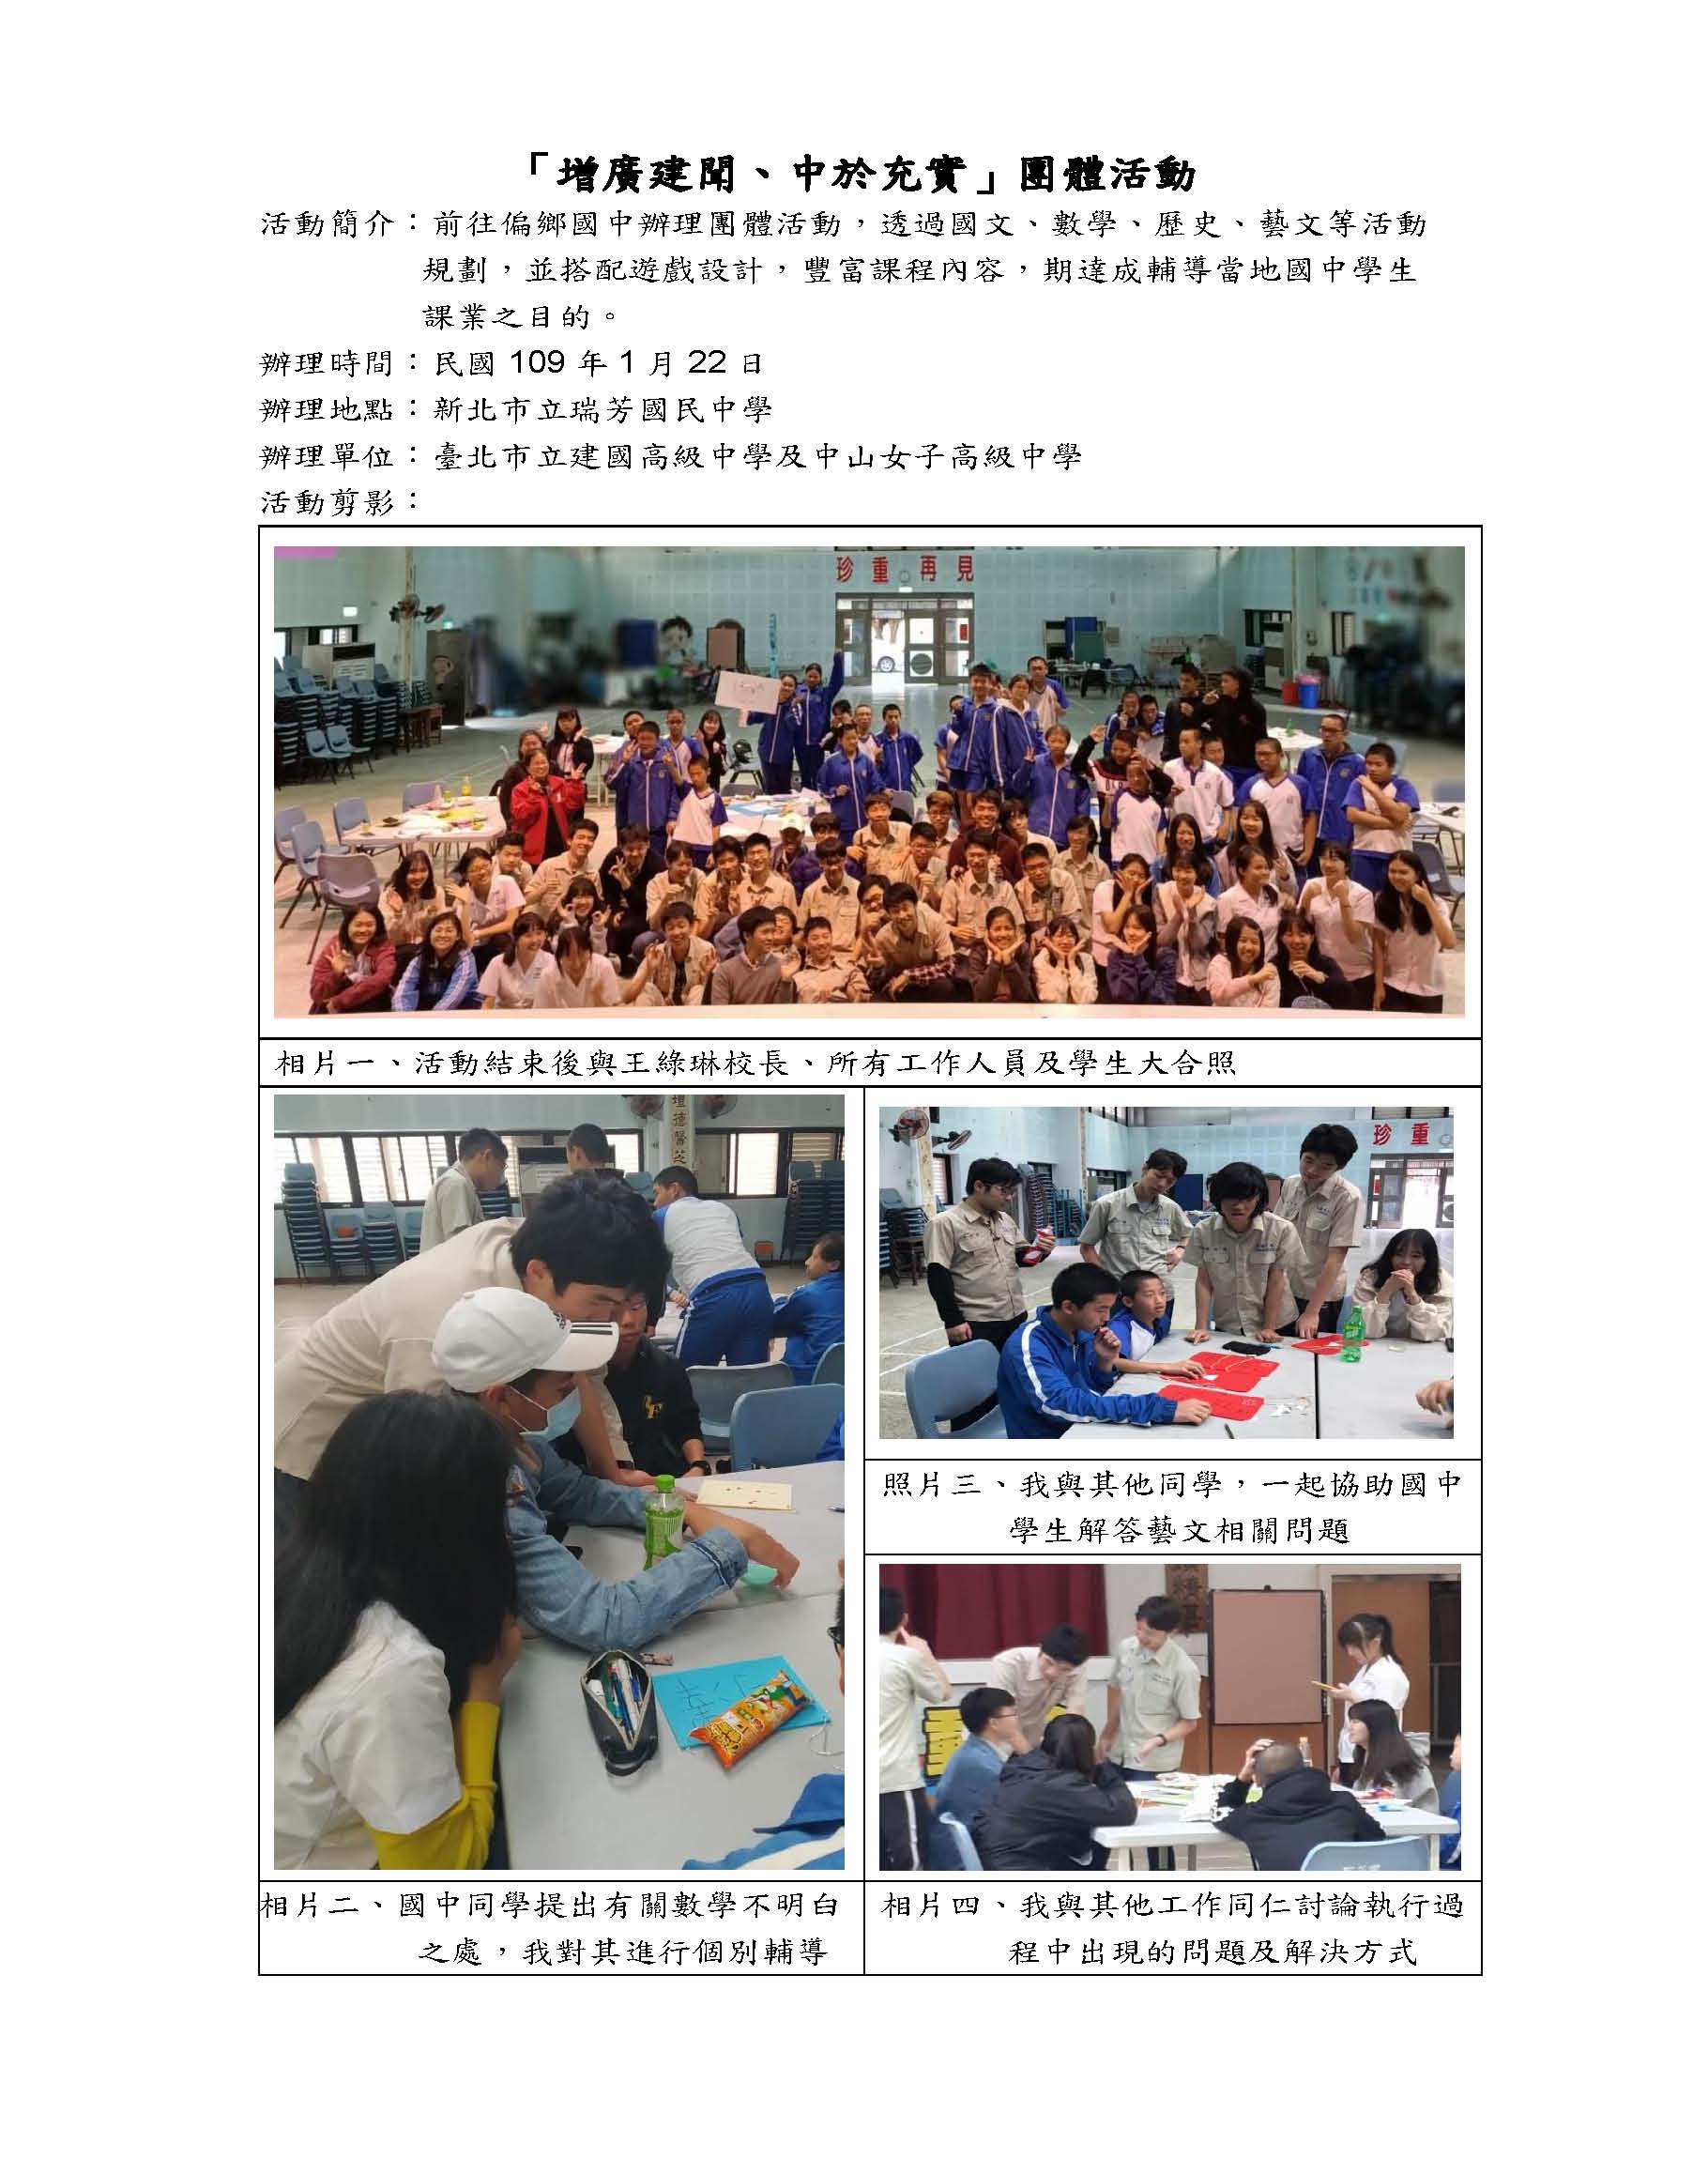 「增廣建聞、中於充實」團體活動
活動簡介：前往偏鄉國中辦理團體活動，透過國文、數學、歷史、藝文等活動
規劃，並搭配遊戲設計，豐富課程內容，期達成輔導當地國中學生
課業之目的。
辦理時間：民國 109 年 1 月 22 日
辦理地點：新北市立瑞芳國民中學
辦理單位：臺北市立建國高級中學及中山女子高級中學
活動剪影：
珍重再見
相片一、活動結束後與王綠琳校長、所有工作人員及學生大合照
珍重
照片三、我與其他同學，一起協助國中
學生解答藝文相關問題
相片二、國中同學提出有關數學不明白
之處，我對其進行個別輔導
相片四、我與其他工作同仁討論執行過
程中出現的問題及解決方式